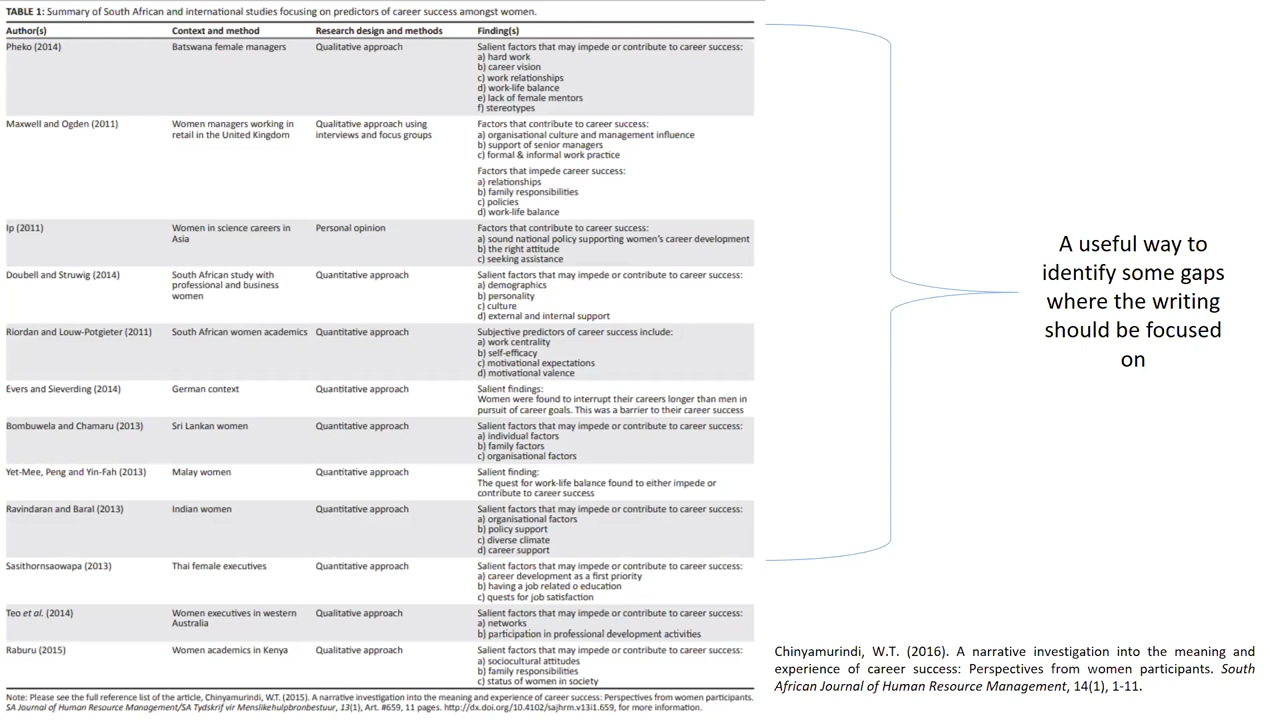 TABLE 1: Summary of South African and international studies focusing on predictors of career success amongst women.
Author(s) Context and method Research design and methods Finding(s)
Pheko (2014) Batswana female managers Qualitative approach Salient factors that may impede or contribute to career success:
a) hard work
b) career vision
c) work relationships
d) work-life balance
e) lack of female mentors
f) stereotypes
Maxwell and Ogden (2011) Women managers working in Qualitative approach using Factors that contribute to career success:
retail in the United Kingdom interviews and focus groups a) organisational culture and management influence
b) support of senior managers
c) formal & informal work practice
Factors that impede career success:
a) relationships
b) family responsibilities
c) policies
d) work-life balance
Ip (2011) Women in science careers in Personal opinion Factors that contribute to career success:
Asia a) sound national policy supporting women's career development
b) the right attitude
c) seeking assistance
Doubell and Struwig (2014) South African study with Quantitative approach Salient factors that may impede or contribute to career success:
professional and business a) demographics
women b) personality
c) culture
d) external and internal support
Riordan and Louw-Potgieter (2011) South African women academics Quantitative approach Subjective predictors of career success include:
a) work centrality
b) self-efficacy
c) motivational expectations
d) motivational valence
Evers and Sieverding (2014) German context Quantitative approach Salient findings:
Women were found to interrupt their careers longer than men in
pursuit of career goals. This was a barrier to their career success
Bombuwela and Chamaru (2013) Sri Lankan women Quantitative approach Salient factors that may impede or contribute to career success:
a) individual factors
b) family factors
c) organisational factors
Yet-Mee, Peng and Yin-Fah (2013) Malay women Quantitative approach Salient finding:
The quest for work-life balance found to either impede or
contribute to career success
Ravindaran and Baral (2013) Indian women Quantitative approach Salient factors that may impede or contribute to career success:
a) organisational factors
b) policy support
c) diverse climate
d) career support
Sasithornsaowapa (2013) Thai female executives Quantitative approach Salient factors that may impede or contribute to career success:
a) career development as a first priority
b) having a job related o education
c) quests for job satisfaction
Teo et al. (2014) Women executives in western Qualitative approach Salient factors that may impede or contribute to career success:
Australia a) networks
b) participation in professional development activities
Raburu (2015) Women academics in Kenya Qualitative approach Salient factors that may impede or contribute to career success:
a) sociocultural attitudes
b) family responsibilities
c) status of women in society
Note: Please see the full reference list of the article, Chinyamurindi, W.T. (2015). A narrative investigation into the meaning and experience of career success: Perspectives from women participants.
SA Journal of Human Resource Management/SA Tydskrif vir Menslikehulpbronbestuur, 13(1), Art. #659, 11 pages. http://dx.doi.org/10.4102/sajhrm.v13i1.659, for more information.
A useful way to
identify some gaps
where the writing
should be focused
on
Chinyamurindi, W.T. (2016). A narrative investigation into the meaning and
experience of career success: Perspectives from women participants. South
African Journal of Human Resource Management, 14(1), 1-11.